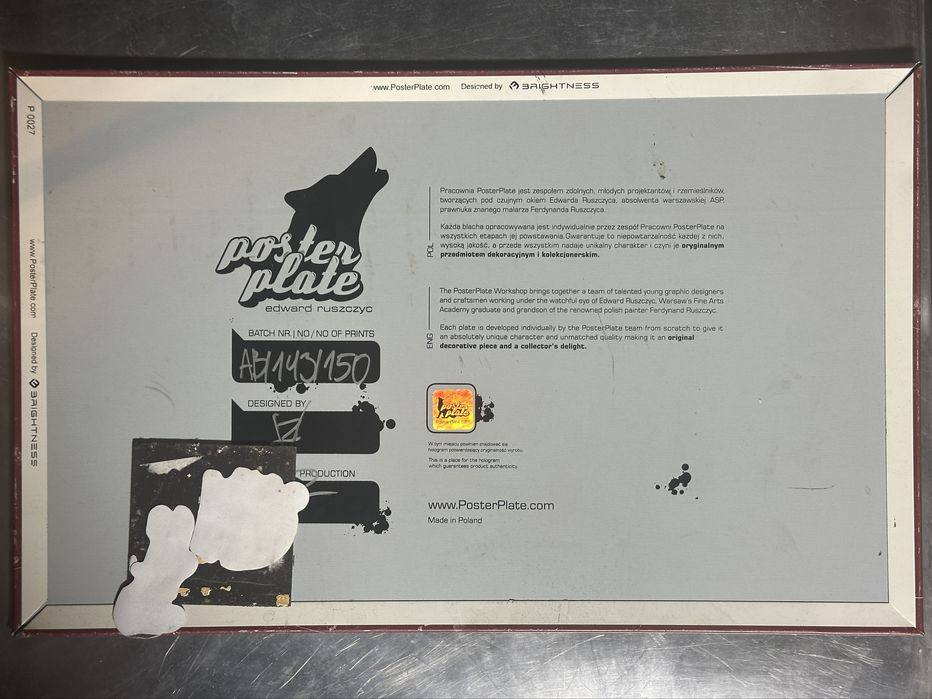 www.PosterPlate.com Designed by BRIGHTNESS
P 0027
www.PosterPlate.com Designed by BRIGHTNESS
poster
plate
edward ruszczyc
BATCH NR. | NO / NO OF PRINTS
AB/143/150
DESIGNED BY
PRODUCTION
POL
Pracownia PosterPlate jest zespołem zdolnych, młodych projektantów i rzemieślników,
tworzących pod czujnym okiem Edwarda Ruszczyca, absolwenta warszawskiej ASP,
prawnuka znanego malarza Ferdynanda Ruszczyca.
Każda blacha opracowywana jest indywidualnie przez zespół Pracowni PosterPlate na
wszystkich etapach jej powstawania.Gwarantuje to niepowtarzalność każdej z nich,
wysoką jakość, a przede wszystkim nadaje unikalny charakter i czyni je oryginalnym
przedmiotem dekoracyjnym i kolekcjonerskim.
ENG
The PosterPlate Workshop brings together a team of talented young graphic designers
and craftsmen working under the watchful eye of Edward Ruszczyc, Warsaw's Fine Arts
Academy graduate and grandson of the renowned polish painter Ferdynand Ruszczyc.
Each plate is developed individually by the PosterPlate team from scratch to give it
an absolutely unique character and unmatched quality making it an original
decorative piece and a collector's delight.
poster
plate
W tym miejscu powinien znajdować się
hologram potwierdzający oryginalność wyrobu.
This is a place for the hologram
which guarantees product authenticity.
www.PosterPlate.com
Made in Poland